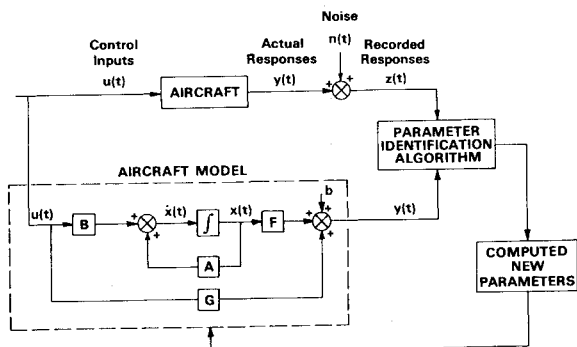 Noise
n(t)
Control
Inputs
u(t)
Actual
Responses
y(t)
Recorded
Responses
z(t)
+
+
AIRCRAFT
PARAMETER
IDENTIFICATION
ALGORITHM
AIRCRAFT MODEL
u(t)
B
+
+
ẋ(t)
∫
x(t)
F
b
+
+
+
y(t)
A
G
COMPUTED
NEW
PARAMETERS